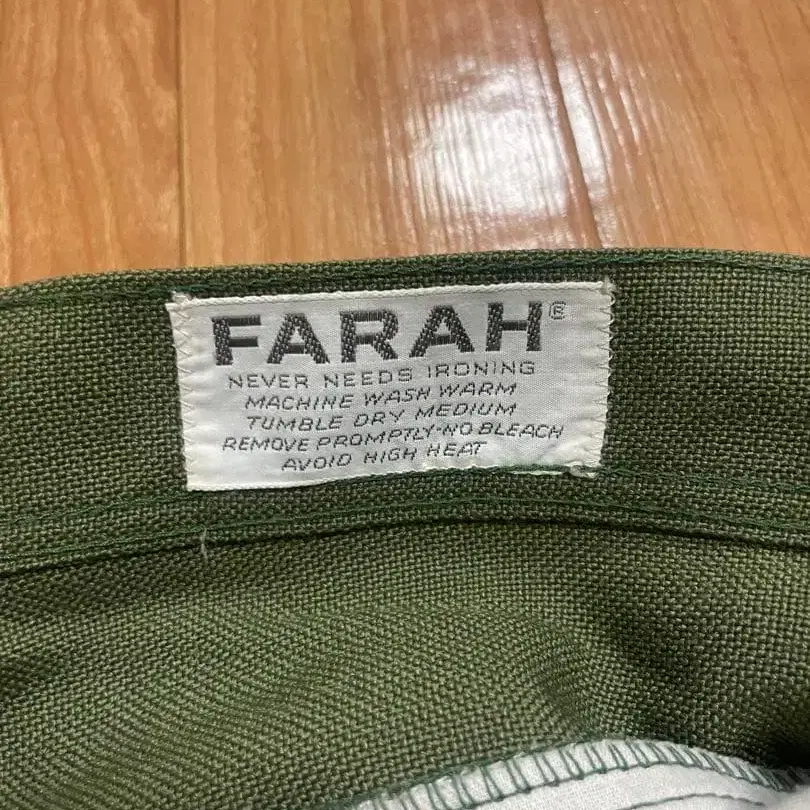 FARAH®
NEVER NEEDS IRONING
MACHINE WASH WARM
TUMBLE DRY MEDIUM
REMOVE PROMPTLY-NO BLEACH
AVOID HIGH HEAT